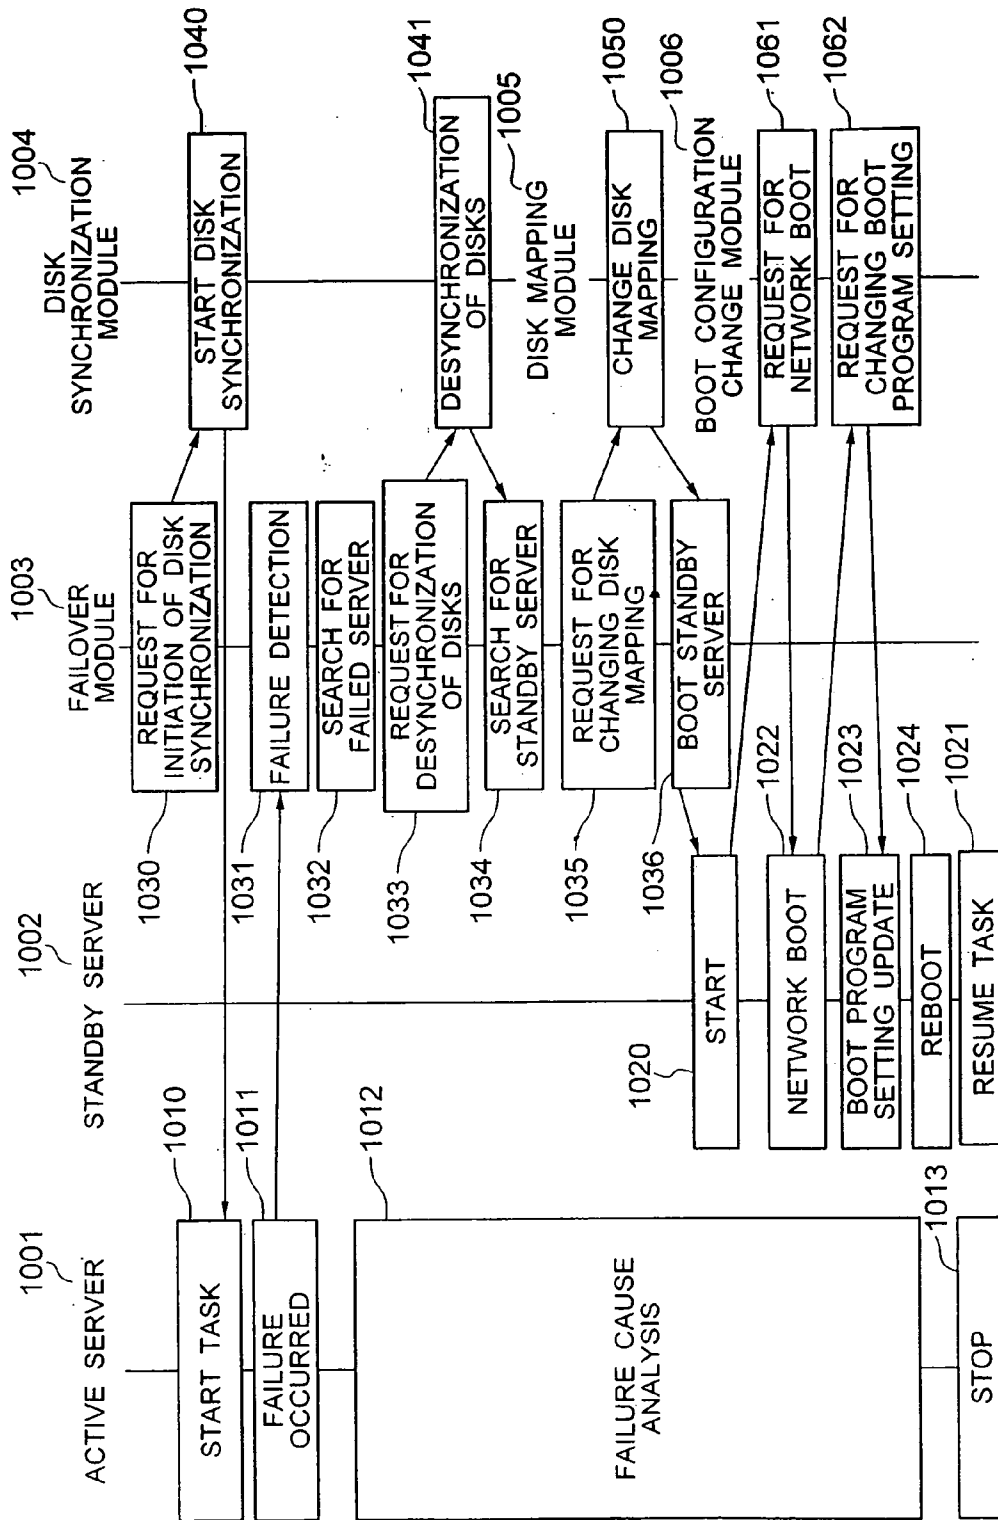 ACTIVE SERVER
1001
START TASK
1010
FAILURE
OCCURRED
1011
FAILURE CAUSE
ANALYSIS
1012
STOP
1013
STANDBY SERVER
1002
START
1020
NETWORK BOOT
1022
BOOT PROGRAM
SETTING UPDATE
1023
REBOOT
1024
RESUME TASK
1021
FAILOVER
MODULE
1003
REQUEST FOR
INITIATION OF DISK
SYNCHRONIZATION
1030
FAILURE DETECTION
1031
SEARCH FOR
FAILED SERVER
1032
REQUEST FOR
DESYNCHRONIZATION
OF DISKS
1033
SEARCH FOR
STANDBY SERVER
1034
REQUEST FOR
CHANGING DISK
MAPPING
1035
BOOT STANDBY
SERVER
1036
DISK
SYNCHRONIZATION
MODULE
1004
START DISK
SYNCHRONIZATION
1040
DESYNCHRONIZATION
OF DISKS
1041
DISK MAPPING
MODULE
1005
CHANGE DISK
MAPPING
1050
BOOT CONFIGURATION
CHANGE MODULE
1006
REQUEST FOR
NETWORK BOOT
1061
REQUEST FOR
CHANGING BOOT
PROGRAM SETTING
1062